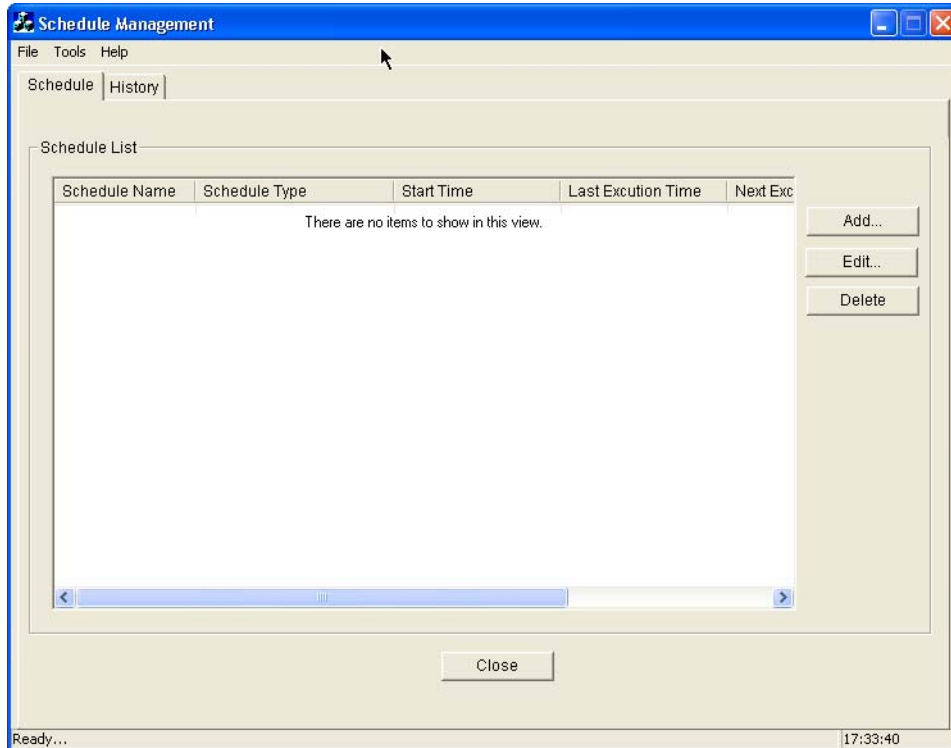 Schedule Management
File Tools Help
Schedule History
Schedule List
Schedule Name Schedule Type Start Time Last Excution Time Next Exc
There are no items to show in this view.
Add...
Edit...
Delete
Close
Ready... 17:33:40